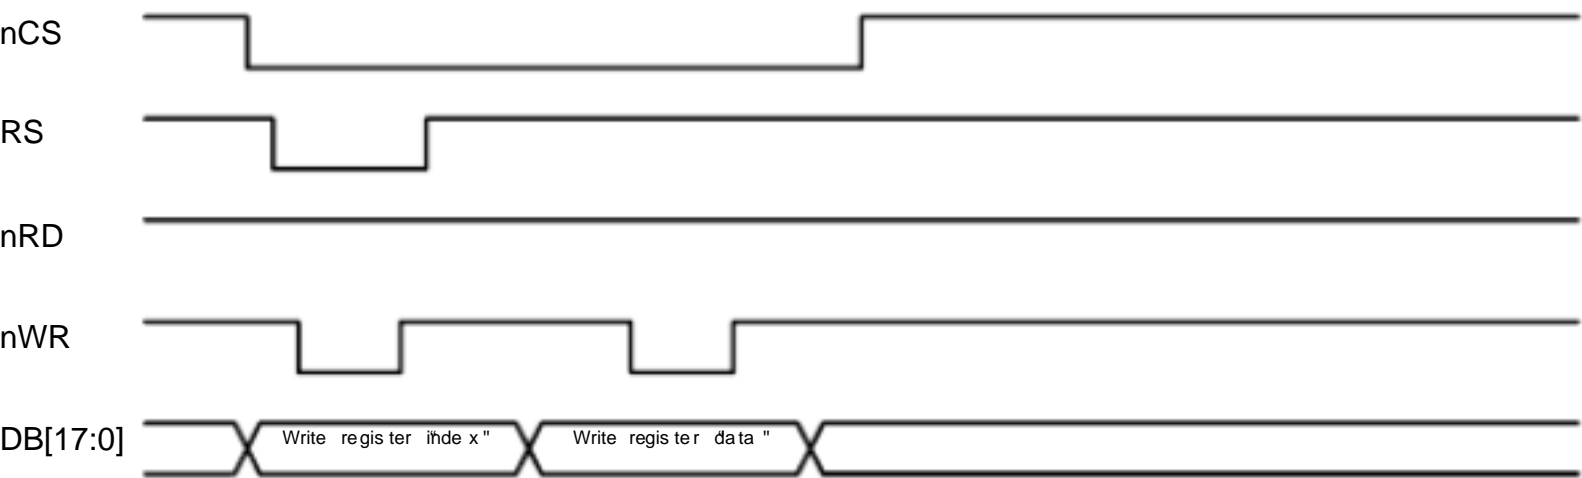 nCS
RS
nRD
nWR
DB[17:0]
Write register "index"
Write register "data"